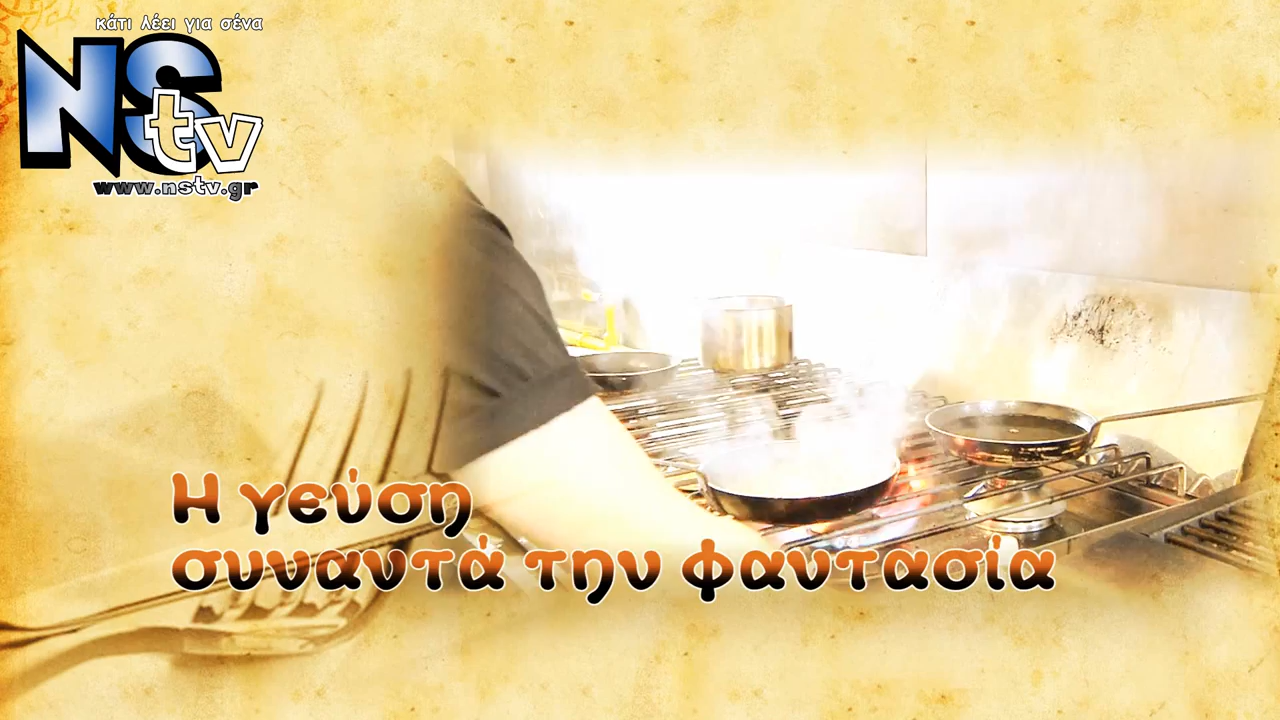 κάτι λέει για σένα
NS
tv
www.nstv.gr
Η γεύση
συναντά την φαντασία